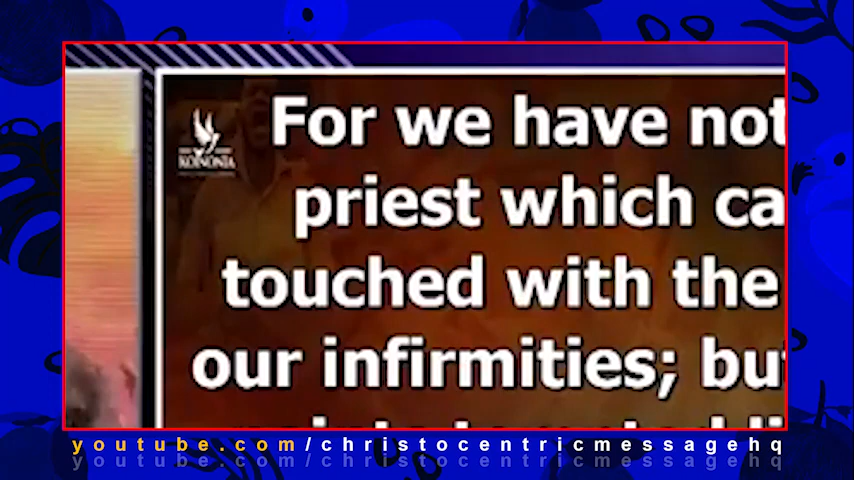 KOINONIA
For we have not
priest which ca
touched with the
our infirmities; but
youtube.com/christocentricmessagehq